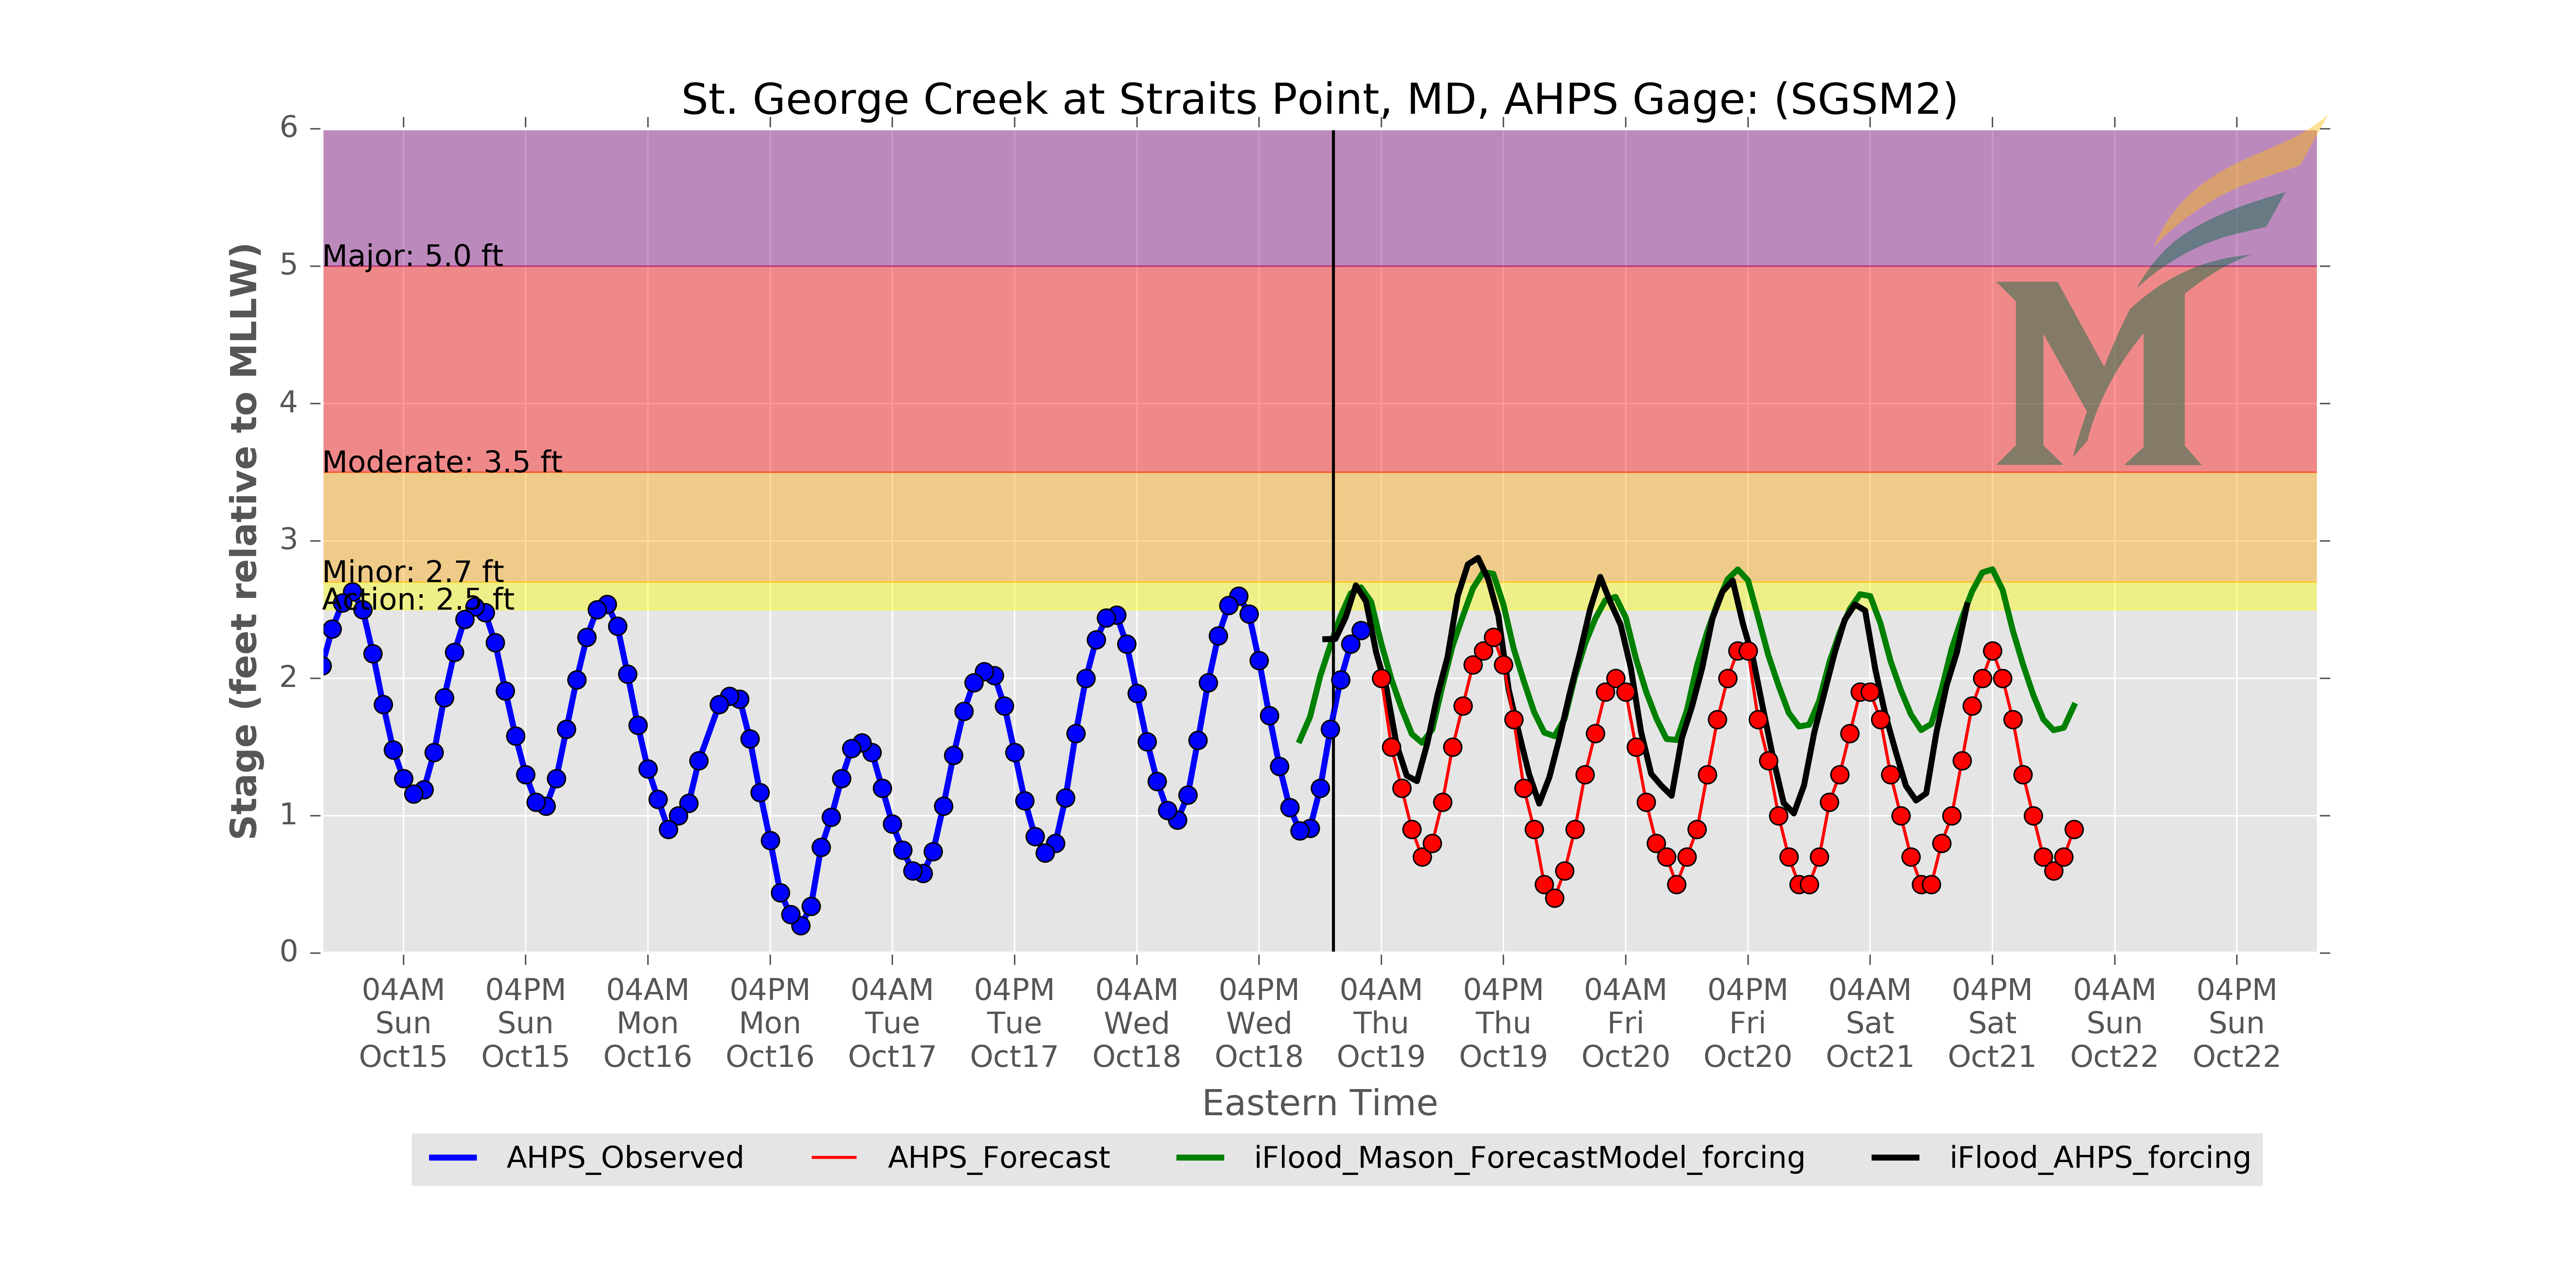 St. George Creek at Straits Point, MD, AHPS Gage: (SGSM2)
Stage (feet relative to MLLW)
6
5
4
3
2
1
0
Major: 5.0 ft
Moderate: 3.5 ft
Minor: 2.7 ft
Action: 2.5 ft
M
04AM 04PM 04AM 04PM 04AM 04PM 04AM 04PM 04AM 04PM 04AM 04PM 04AM 04PM 04AM 04PM
Sun Sun Mon Mon Tue Tue Wed Wed Thu Thu Fri Fri Sat Sat Sun Sun
Oct15 Oct15 Oct16 Oct16 Oct17 Oct17 Oct18 Oct18 Oct19 Oct19 Oct20 Oct20 Oct21 Oct21 Oct22 Oct22
Eastern Time
AHPS_Observed AHPS_Forecast iFlood_Mason_ForecastModel_forcing iFlood_AHPS_forcing